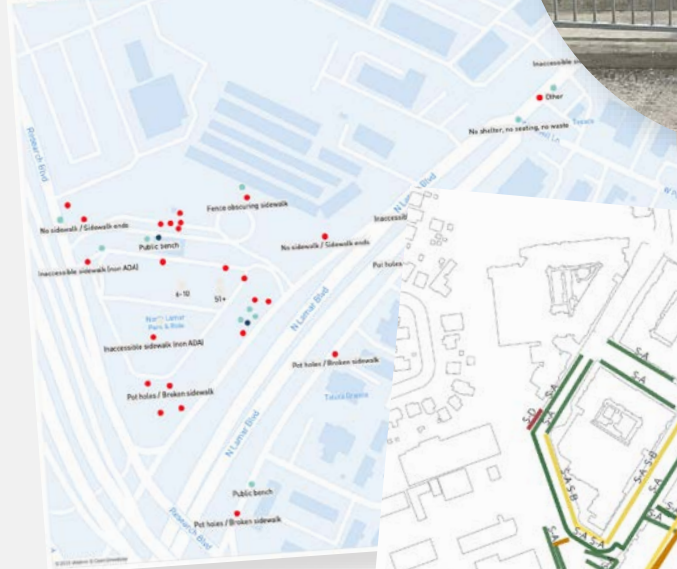 Inaccessible
Other
No shelter, no seating, no waste
Research Blvd
N Lamar Blvd
Fence obscuring sidewalk
No sidewalk / Sidewalk ends
Public bench
No sidewalk / Sidewalk ends
Inaccessible sidewalk (non ADA)
6-10
51+
North Lamar
Park & Ride
N Lamar Blvd
Inaccessible sidewalk (non ADA)
Pot holes / Broken sidewalk
Pot holes / Broken sidewalk
N Lamar Blvd
Public bench
Pot holes / Broken sidewalk
Research Blvd
Pot holes
S-A
S-A
S-A
S-D
S-A
S-A S-B
S-A S-B
S-A
S-A
S-A S-A
S-A